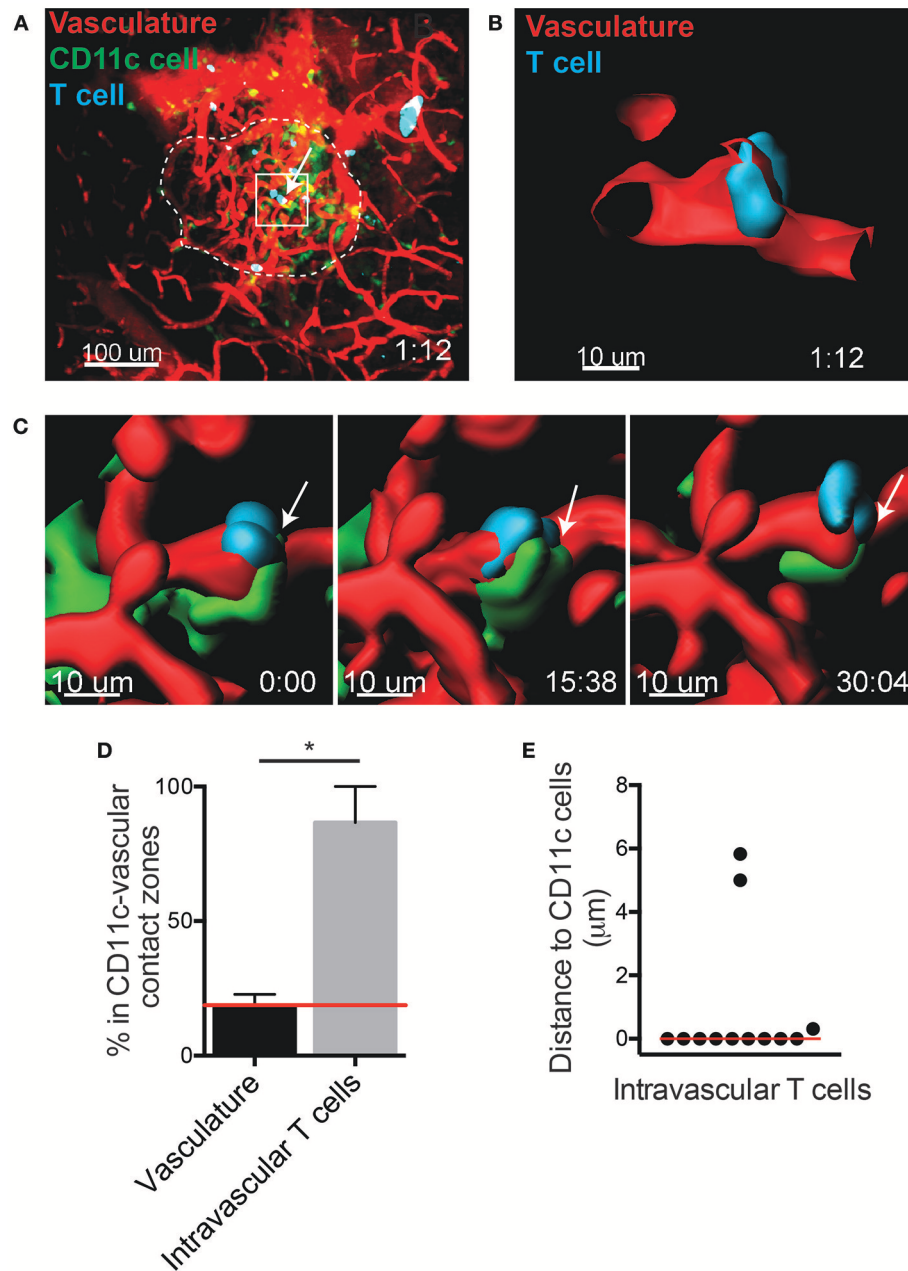 A
Vasculature
CD11c cell
T cell
100 um
1:12
B
Vasculature
T cell
10 um
1:12
C
10 um
0:00
10 um
15:38
10 um
30:04
D
*
% in CD11c-vascular
contact zones
100
50
0
Vasculature
Intravascular T cells
E
Distance to CD11c cells
(μm)
8
6
4
2
0
Intravascular T cells